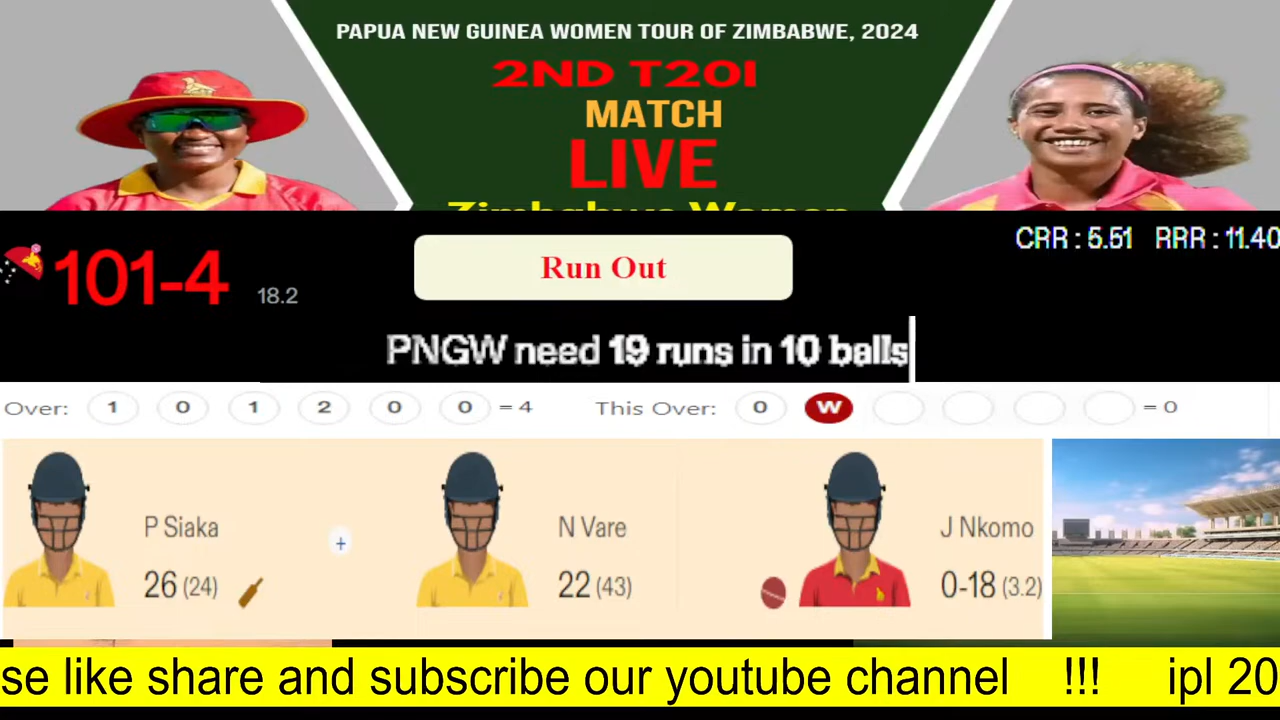 PAPUA NEW GUINEA WOMEN TOUR OF ZIMBABWE, 2024
2ND T20I
MATCH
LIVE
Zimbabwe Women
CRR : 5.51 RRR : 11.40
101-4 18.2
Run Out
PNGW need 19 runs in 10 balls
Over: 1 0 1 2 0 0 = 4 This Over: 0 W = 0
P Siaka
26 (24)
+
N Vare
22 (43)
J Nkomo
0-18 (3.2)
se like share and subscribe our youtube channel !!! ipl 20